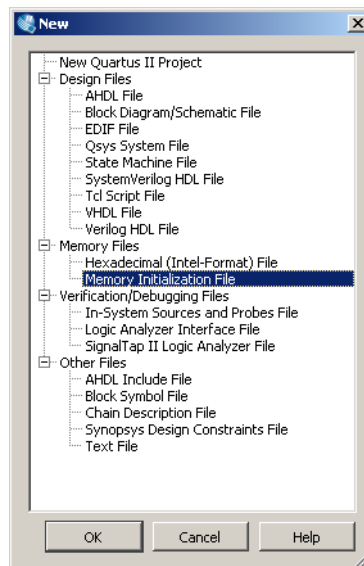 New
New Quartus II Project
Design Files
AHDL File
Block Diagram/Schematic File
EDIF File
Qsys System File
State Machine File
SystemVerilog HDL File
Tcl Script File
VHDL File
Verilog HDL File
Memory Files
Hexadecimal (Intel-Format) File
Memory Initialization File
Verification/Debugging Files
In-System Sources and Probes File
Logic Analyzer Interface File
SignalTap II Logic Analyzer File
Other Files
AHDL Include File
Block Symbol File
Chain Description File
Synopsys Design Constraints File
Text File
OK Cancel Help